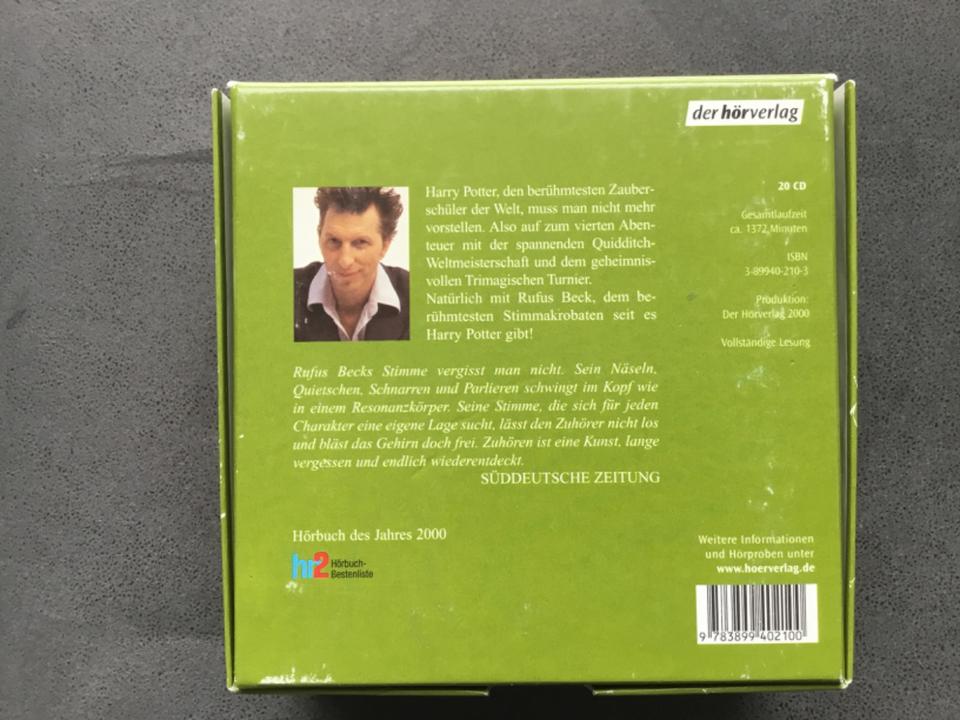 der hörverlag
Harry Potter, den berühmtesten Zauber-
schüler der Welt, muss man nicht mehr
vorstellen. Also auf zum vierten Aben-
teuer mit der spannenden Quidditch-
Weltmeisterschaft und dem geheimnis-
vollen Trimagischen Turnier.
Natürlich mit Rufus Beck, dem be-
rühmtesten Stimmakrobaten seit es
Harry Potter gibt!
Rufus Becks Stimme vergisst man nicht. Sein Näseln,
Quietschen, Schnarren und Parlieren schwingt im Kopf wie
in einem Resonanzkörper. Seine Stimme, die sich für jeden
Charakter eine eigene Lage sucht, lässt den Zuhörer nicht los
und bläst das Gehirn doch frei. Zuhören ist eine Kunst, lange
vergessen und endlich wiederentdeckt.
SÜDDEUTSCHE ZEITUNG
Hörbuch des Jahres 2000
hr2 Hörbuch-
Bestenliste
20 CD
Gesamtlaufzeit
ca. 1372 Minuten
ISBN
3-89940-210-3
Produktion:
Der Hörverlag 2000
Vollständige Lesung
Weitere Informationen
und Hörproben unter
www.hoerverlag.de
9 783899 402100